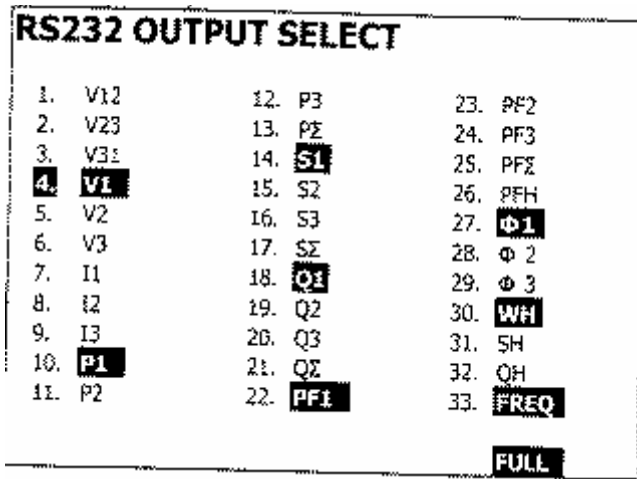 RS232 OUTPUT SELECT
1. V12
2. V23
3. V31
4. V1
5. V2
6. V3
7. I1
8. I2
9. I3
10. P1
11. P2
12. P3
13. PΣ
14. S1
15. S2
16. S3
17. SΣ
18. Q1
19. Q2
20. Q3
21. QΣ
22. PF1
23. PF2
24. PF3
25. PFΣ
26. PFH
27. Φ1
28. Φ 2
29. Φ 3
30. WH
31. SH
32. QH
33. FREQ
FULL